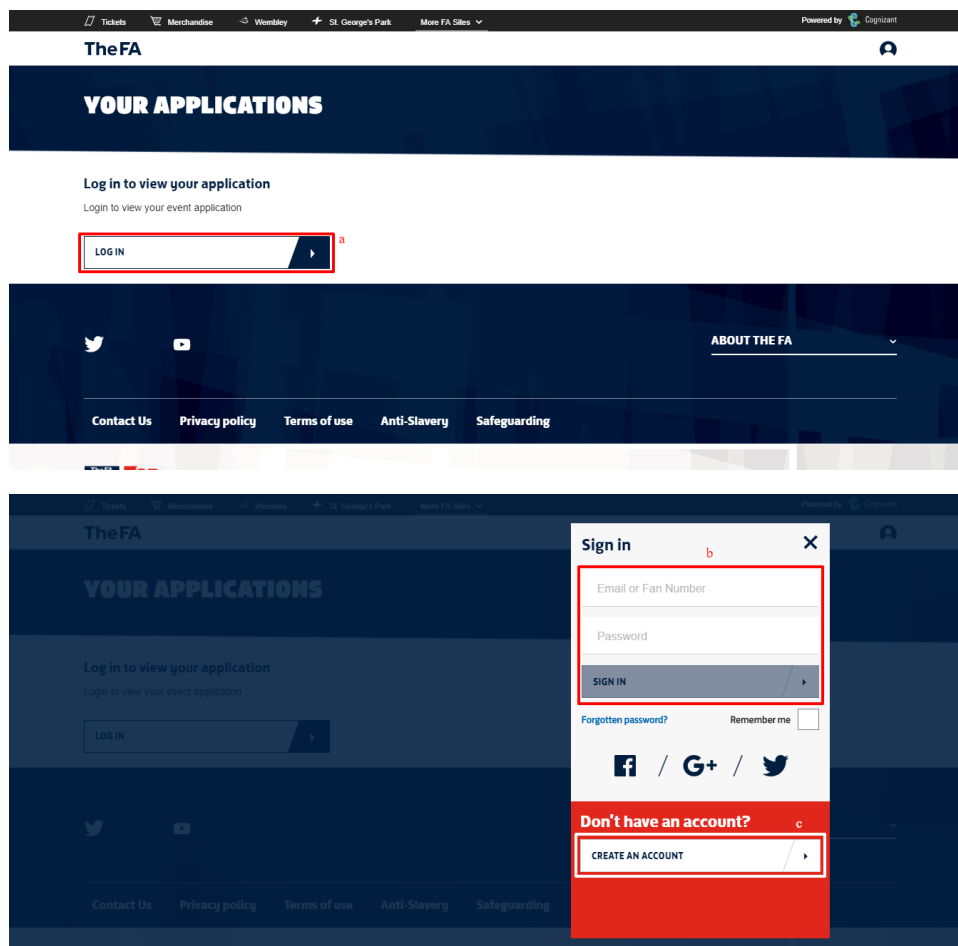 Tickets Merchandise Wembley St. George's Park More FA Sites Powered by Cognizant
TheFA
YOUR APPLICATIONS
Log in to view your application
Login to view your event application
a
LOG IN
ABOUT THE FA
Contact Us Privacy policy Terms of use Anti-Slavery Safeguarding
Tickets Merchandise Wembley St. George's Park More FA Sites Powered by Cognizant
TheFA
YOUR APPLICATIONS
Log in to view your application
Login to view your event application
LOG IN
Contact Us Privacy policy Terms of use Anti-Slavery Safeguarding
Sign in
b
Email or Fan Number
Password
SIGN IN
Forgotten password? Remember me
G+
Don't have an account?
c
CREATE AN ACCOUNT